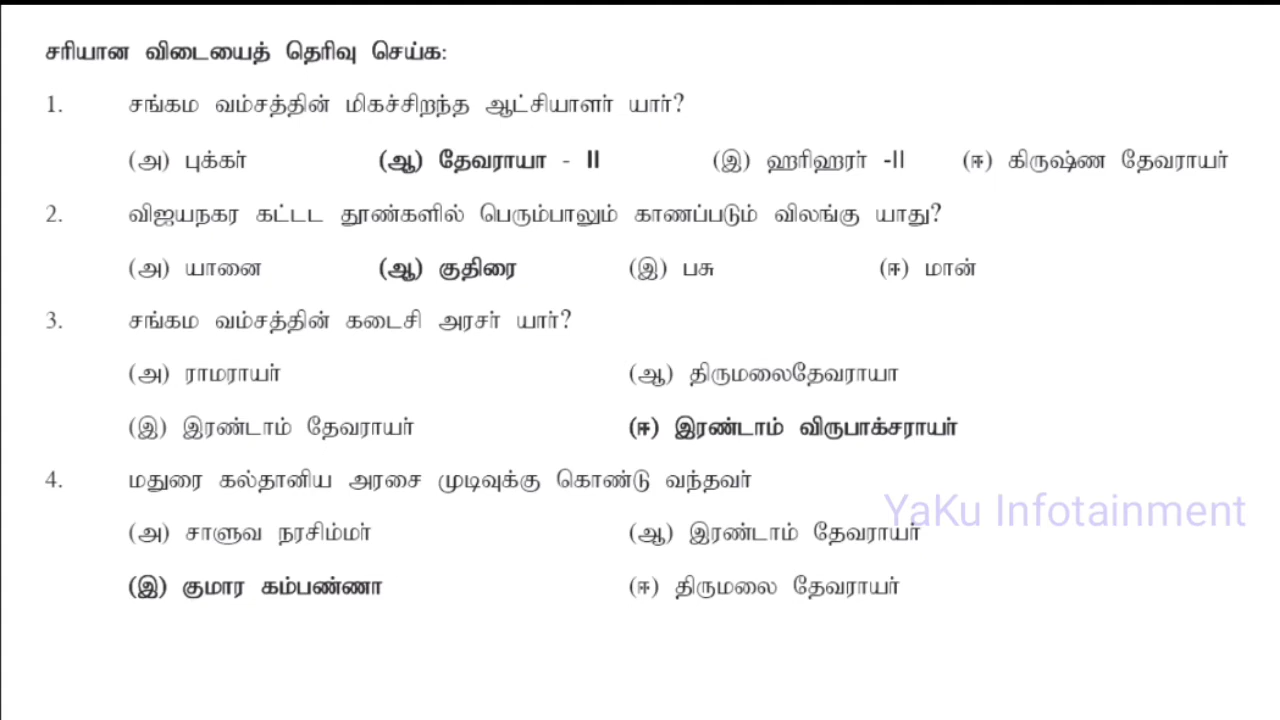 சரியான விடையைத் தெரிவு செய்க:
1. சங்கம வம்சத்தின் மிகச்சிறந்த ஆட்சியாளர் யார்?
(அ) புக்கர் (ஆ) தேவராயா - II (இ) ஹரிஹரர் -II (ஈ) கிருஷ்ண தேவராயர்
2. விஜயநகர கட்டட தூண்களில் பெரும்பாலும் காணப்படும் விலங்கு யாது?
(அ) யானை (ஆ) குதிரை (இ) பசு (ஈ) மான்
3. சங்கம வம்சத்தின் கடைசி அரசர் யார்?
(அ) ராமராயர் (ஆ) திருமலைதேவராயா
(இ) இரண்டாம் தேவராயர் (ஈ) இரண்டாம் விருபாக்சராயர்
4. மதுரை கல்தானிய அரசை முடிவுக்கு கொண்டு வந்தவர்
YaKu Infotainment
(அ) சாளுவ நரசிம்மர் (ஆ) இரண்டாம் தேவராயர்
(இ) குமார கம்பண்ணா (ஈ) திருமலை தேவராயர்